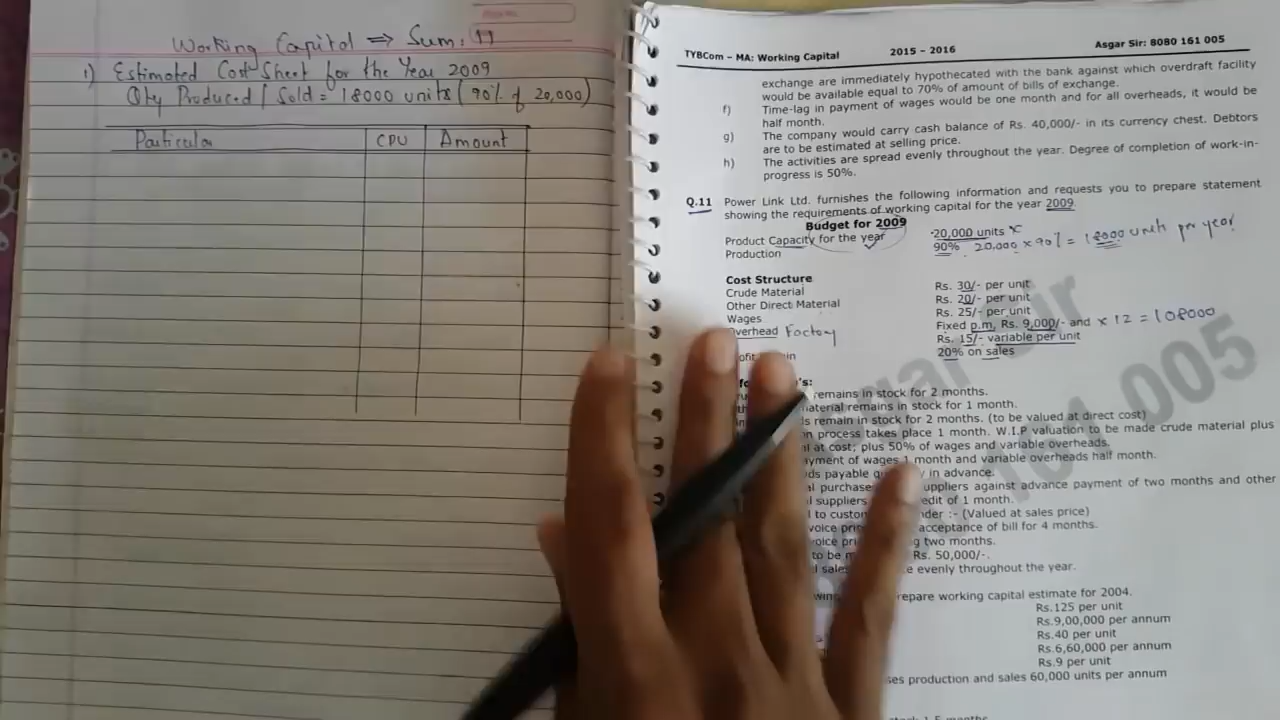 Working Capital ⇒ Sum: 11
1) Estimated Cost Sheet for the Year 2009
Qty Produced / Sold = 18000 units (90% of 20,000)
Particular CPU Amount
TYBCom – MA: Working Capital 2015 – 2016 Asgar Sir: 8080 161 005
exchange are immediately hypothecated with the bank against which overdraft facility
would be available equal to 70% of amount of bills of exchange.
f) Time-lag in payment of wages would be one month and for all overheads, it would be
half month.
g) The company would carry cash balance of Rs. 40,000/- in its currency chest. Debtors
are to be estimated at selling price.
h) The activities are spread evenly throughout the year. Degree of completion of work-in-
progress is 50%.
Q.11 Power Link Ltd. furnishes the following information and requests you to prepare statement
showing the requirements of working capital for the year 2009
Budget for 2009
Product Capacity for the year 20,000 units x
Production 90% 20,000 x 90% = 18000 units per year
Cost Structure
Crude Material Rs. 30/- per unit
Other Direct Material Rs. 20/- per unit
Wages Rs. 25/- per unit
Overhead Factory Fixed p.m, Rs. 9,000/- and x 12 = 108000
Rs. 15/- variable per unit
20% on sales
remains in stock for 2 months.
material remains in stock for 1 month.
remain in stock for 2 months. (to be valued at direct cost)
process takes place 1 month. W.I.P valuation to be made crude material plus
at cost, plus 50% of wages and variable overheads.
of wages 1 month and variable overheads half month.
payable in advance.
suppliers against advance payment of two months and other
suppliers of 1 month.
to :- (Valued at sales price)
acceptance of bill for 4 months.
two months.
to be Rs. 50,000/-.
evenly throughout the year.
prepare working capital estimate for 2004.
Rs.125 per unit
Rs.9,00,000 per annum
Rs.40 per unit
Rs.6,60,000 per annum
Rs.9 per unit
production and sales 60,000 units per annum